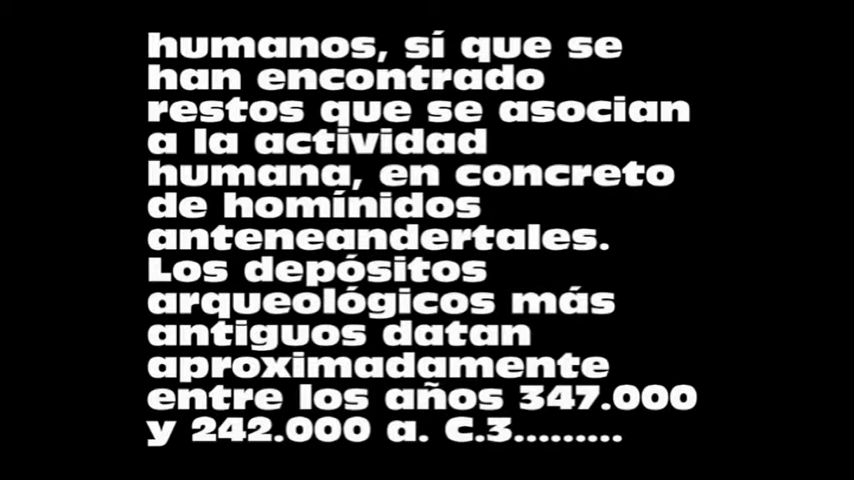 humanos, sí que se
han encontrado
restos que se asocian
a la actividad
humana, en concreto
de homínidos
anteneandertales.
Los depósitos
arqueológicos más
antiguos datan
aproximadamente
entre los años 347.000
y 242.000 a. C.3.........